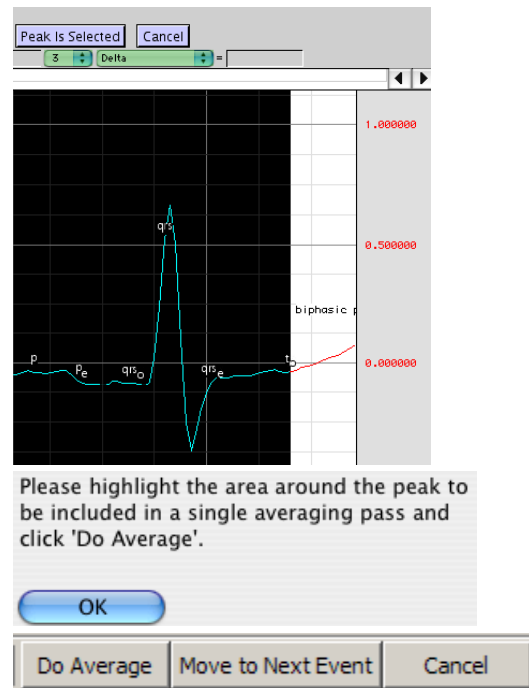 Peak Is Selected Cancel
3 Delta =
1.000000
qrs
0.500000
biphasic p
p pe qrso qrse to 0.000000
Please highlight the area around the peak to
be included in a single averaging pass and
click 'Do Average'.
OK
Do Average Move to Next Event Cancel